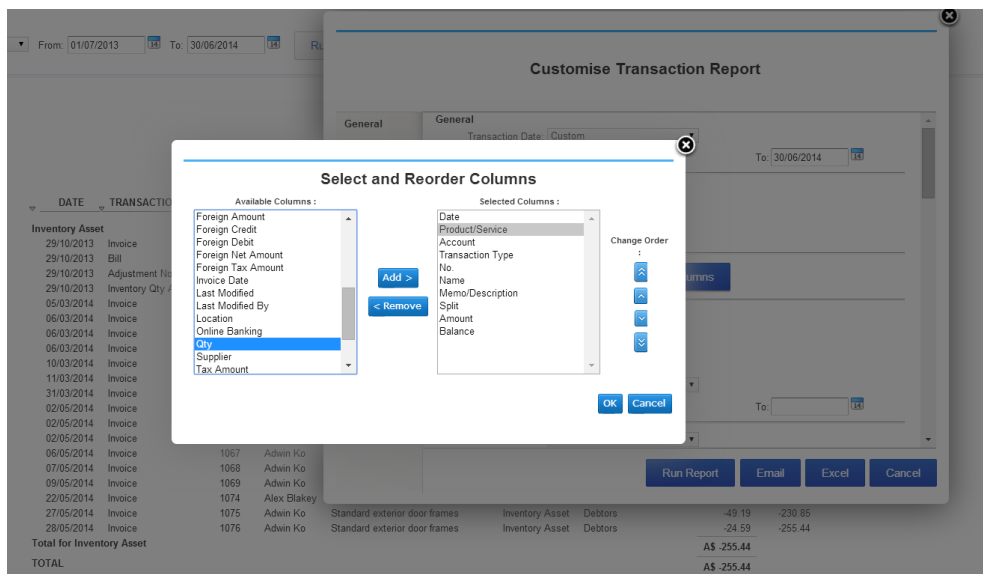 From: 01/07/2013 14 To: 30/06/2014 14 Ru
Customise Transaction Report
General
General
Transaction Date: Custom
To: 30/06/2014 14
Select and Reorder Columns
Available Columns :
Selected Columns :
Foreign Amount
Foreign Credit
Foreign Debit
Foreign Net Amount
Foreign Tax Amount
Invoice Date
Last Modified
Last Modified By
Location
Online Banking
Qty
Supplier
Tax Amount
Add >
< Remove
Date
Product/Service
Account
Transaction Type
No.
Name
Memo/Description
Split
Amount
Balance
Change Order
:
OK Cancel
umns
To: 14
Run Report Email Excel Cancel
DATE TRANSACTIO
Inventory Asset
29/10/2013 Invoice
29/10/2013 Bill
29/10/2013 Adjustment No
29/10/2013 Inventory Qty A
05/03/2014 Invoice
06/03/2014 Invoice
06/03/2014 Invoice
06/03/2014 Invoice
10/03/2014 Invoice
11/03/2014 Invoice
31/03/2014 Invoice
02/05/2014 Invoice
02/05/2014 Invoice
02/05/2014 Invoice
06/05/2014 Invoice 1067 Adwin Ko
07/05/2014 Invoice 1068 Adwin Ko
09/05/2014 Invoice 1069 Adwin Ko
22/05/2014 Invoice 1074 Alex Blakey
27/05/2014 Invoice 1075 Adwin Ko Standard exterior door frames Inventory Asset Debtors -49.19 -230.85
28/05/2014 Invoice 1076 Adwin Ko Standard exterior door frames Inventory Asset Debtors -24.59 -255.44
Total for Inventory Asset A$ -255.44
TOTAL A$ -255.44